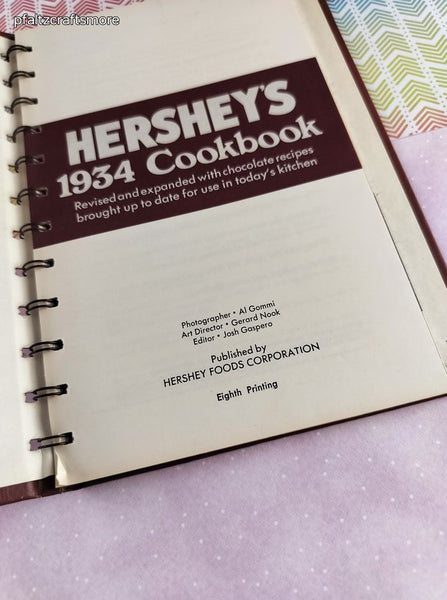 pfaltzcraftsmore
HERSHEY'S
1934 Cookbook
Revised and expanded with chocolate recipes
brought up to date for use in today's kitchen
Photographer • Al Gommi
Art Director • Gerard Nook
Editor • Josh Gaspero
Published by
HERSHEY FOODS CORPORATION
Eighth Printing